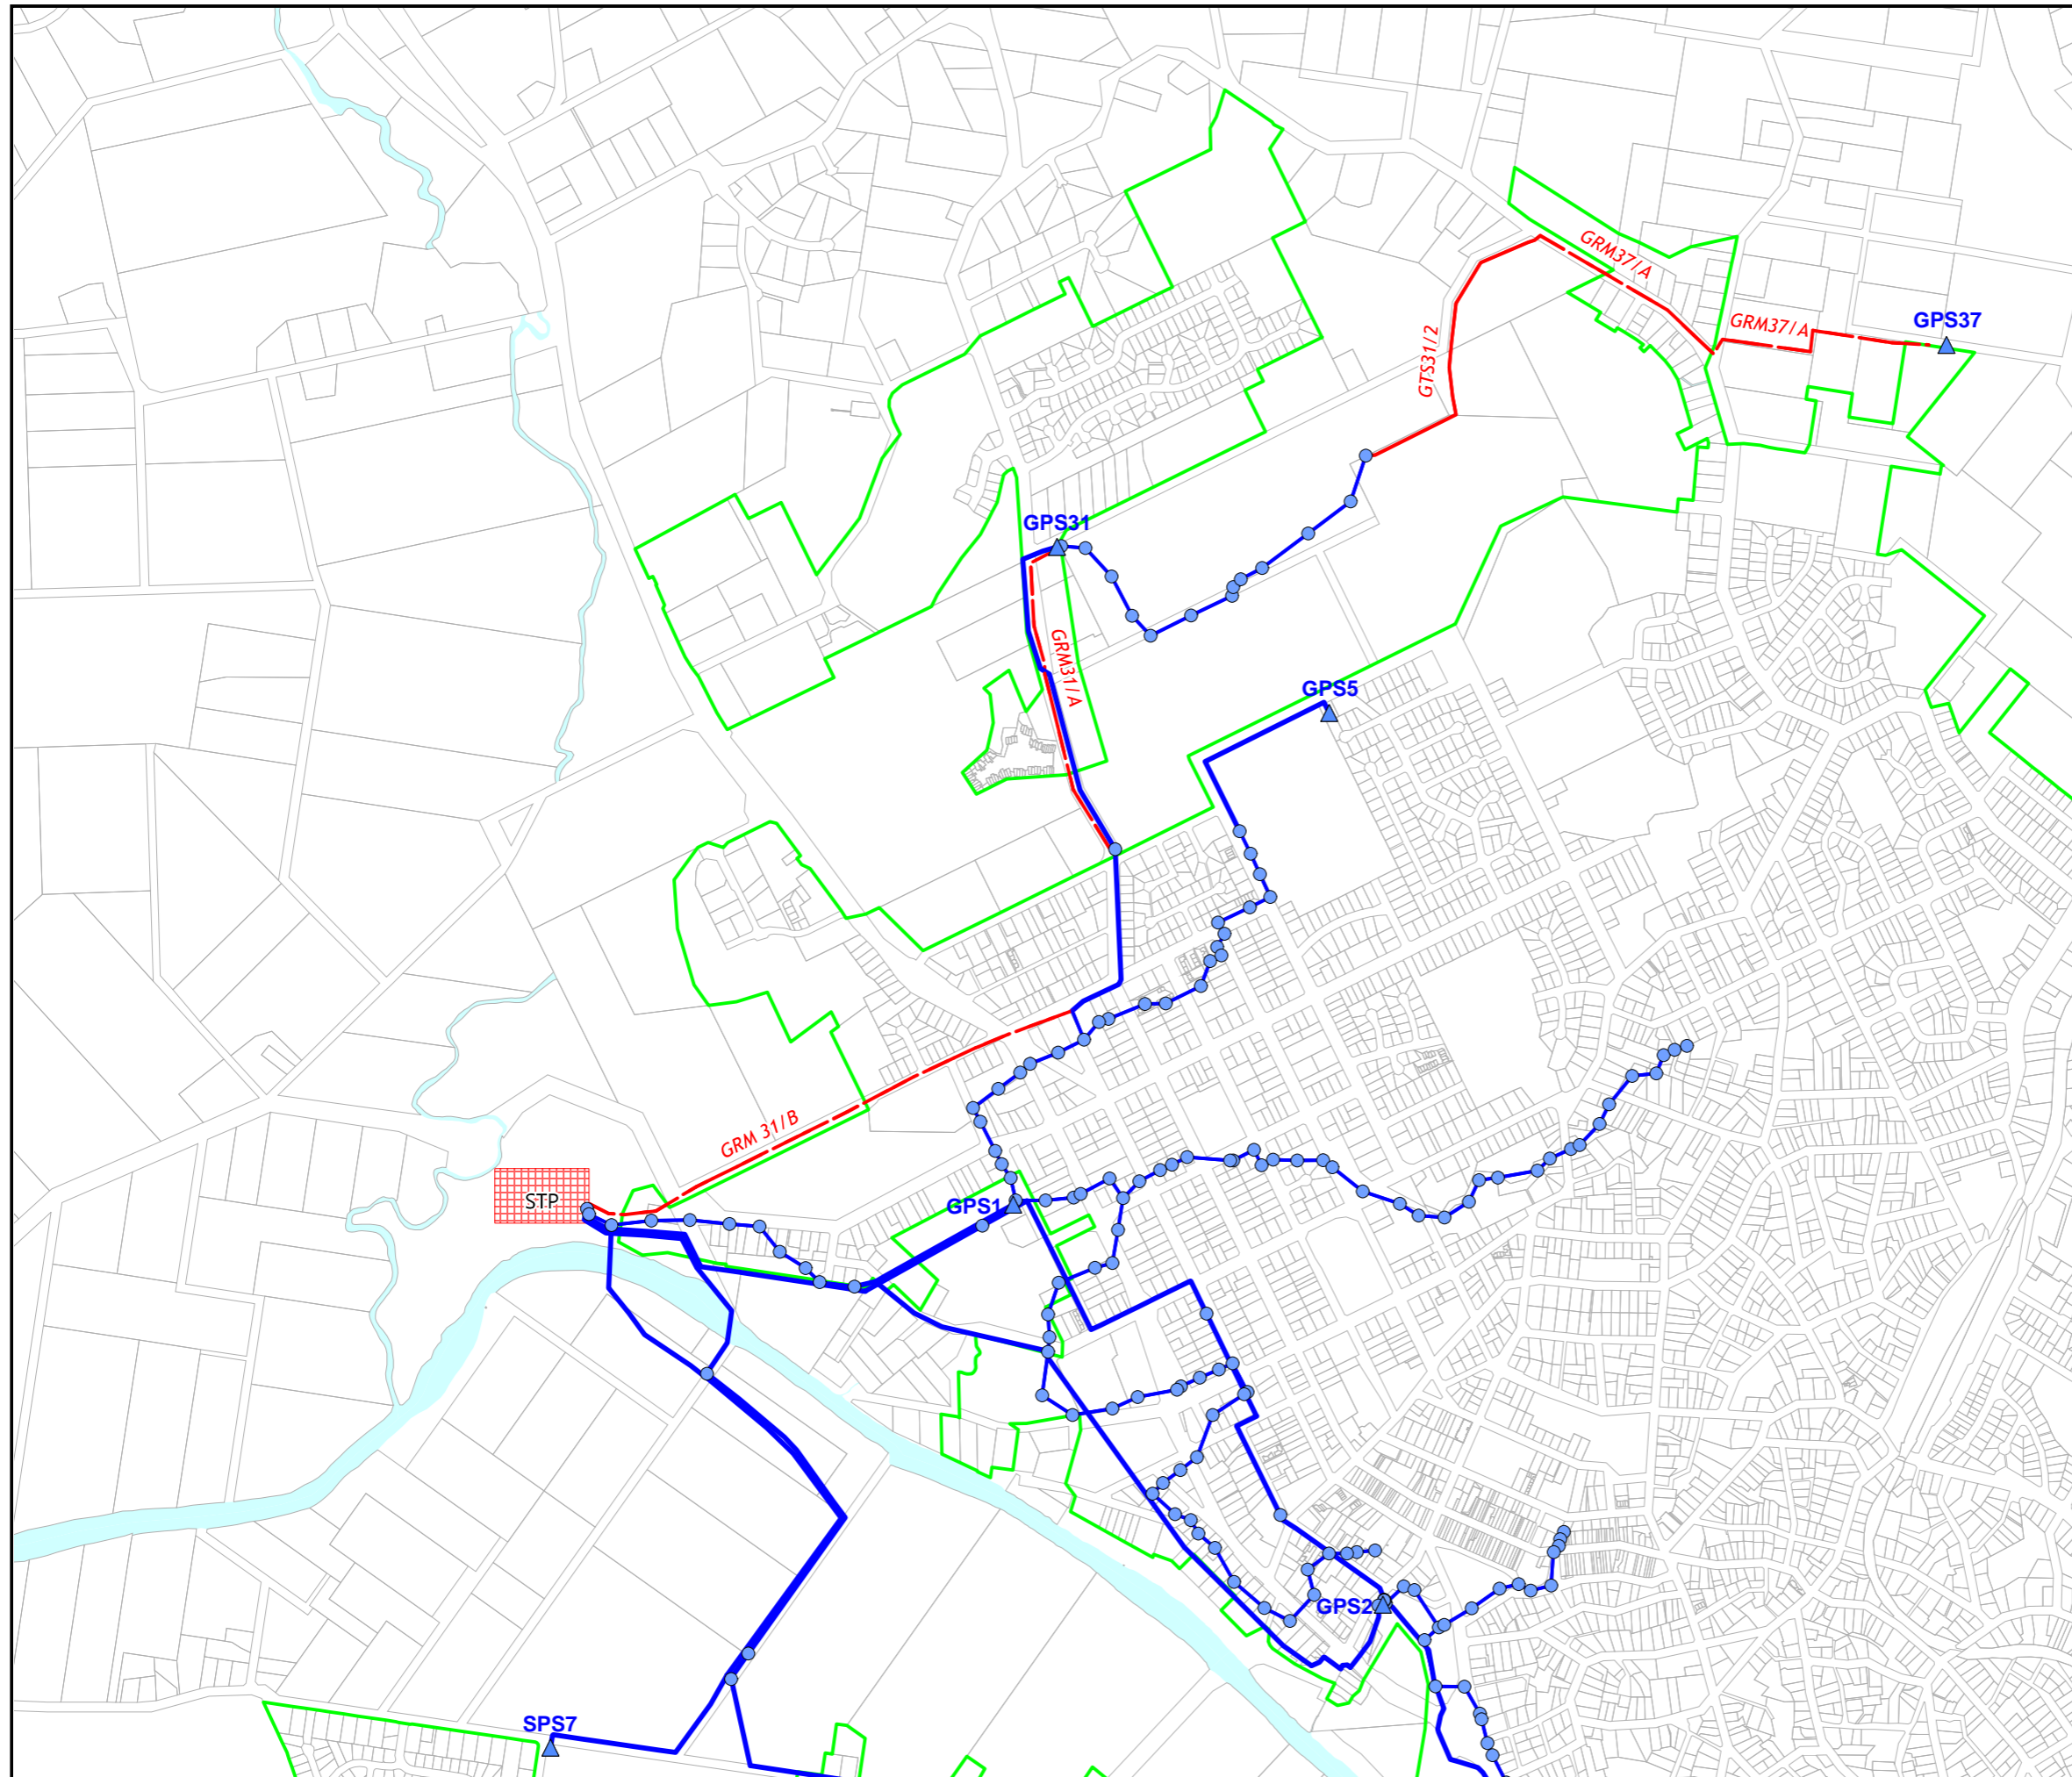 GRM37/A
GRM37/A
GPS37
GTS31/2
GPS31
GRM31/A
GPS5
GRM 31/B
STP
GPS1
GPS2
SPS7